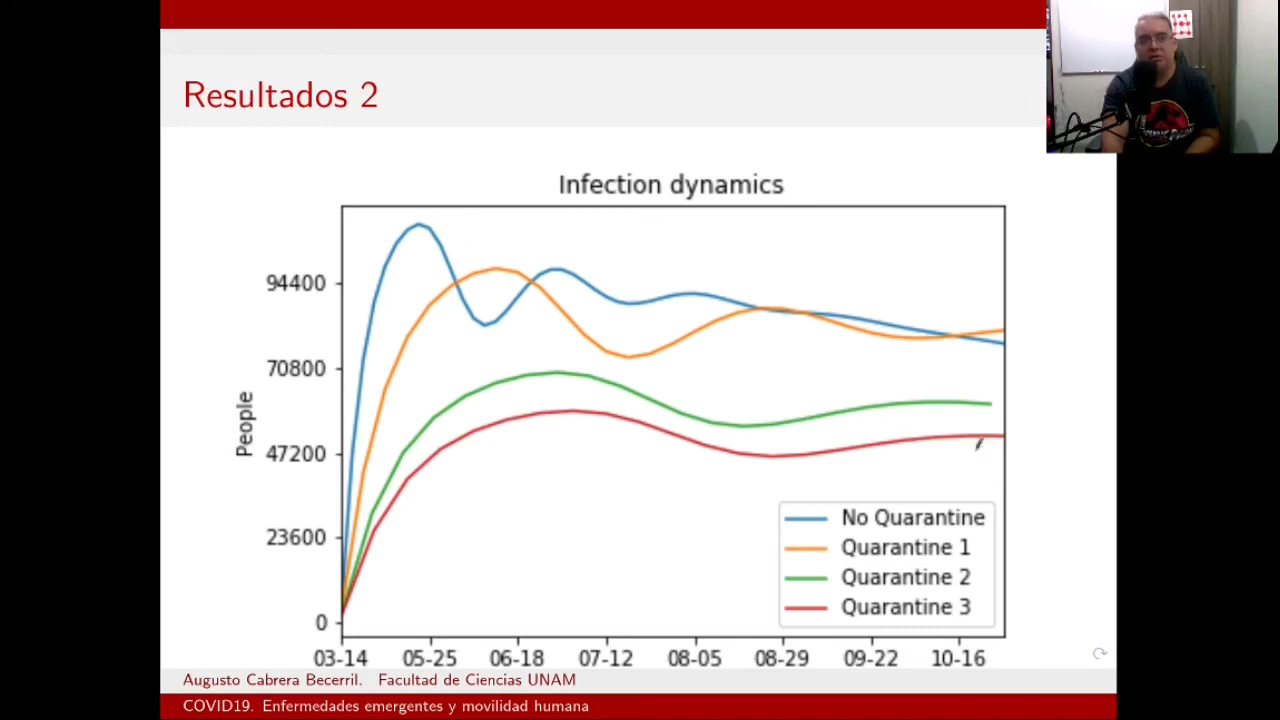 Resultados 2
Infection dynamics
People
94400
70800
47200
23600
0
No Quarantine
Quarantine 1
Quarantine 2
Quarantine 3
03-14 05-25 06-18 07-12 08-05 08-29 09-22 10-16
Augusto Cabrera Becerril. Facultad de Ciencias UNAM
COVID19. Enfermedades emergentes y movilidad humana